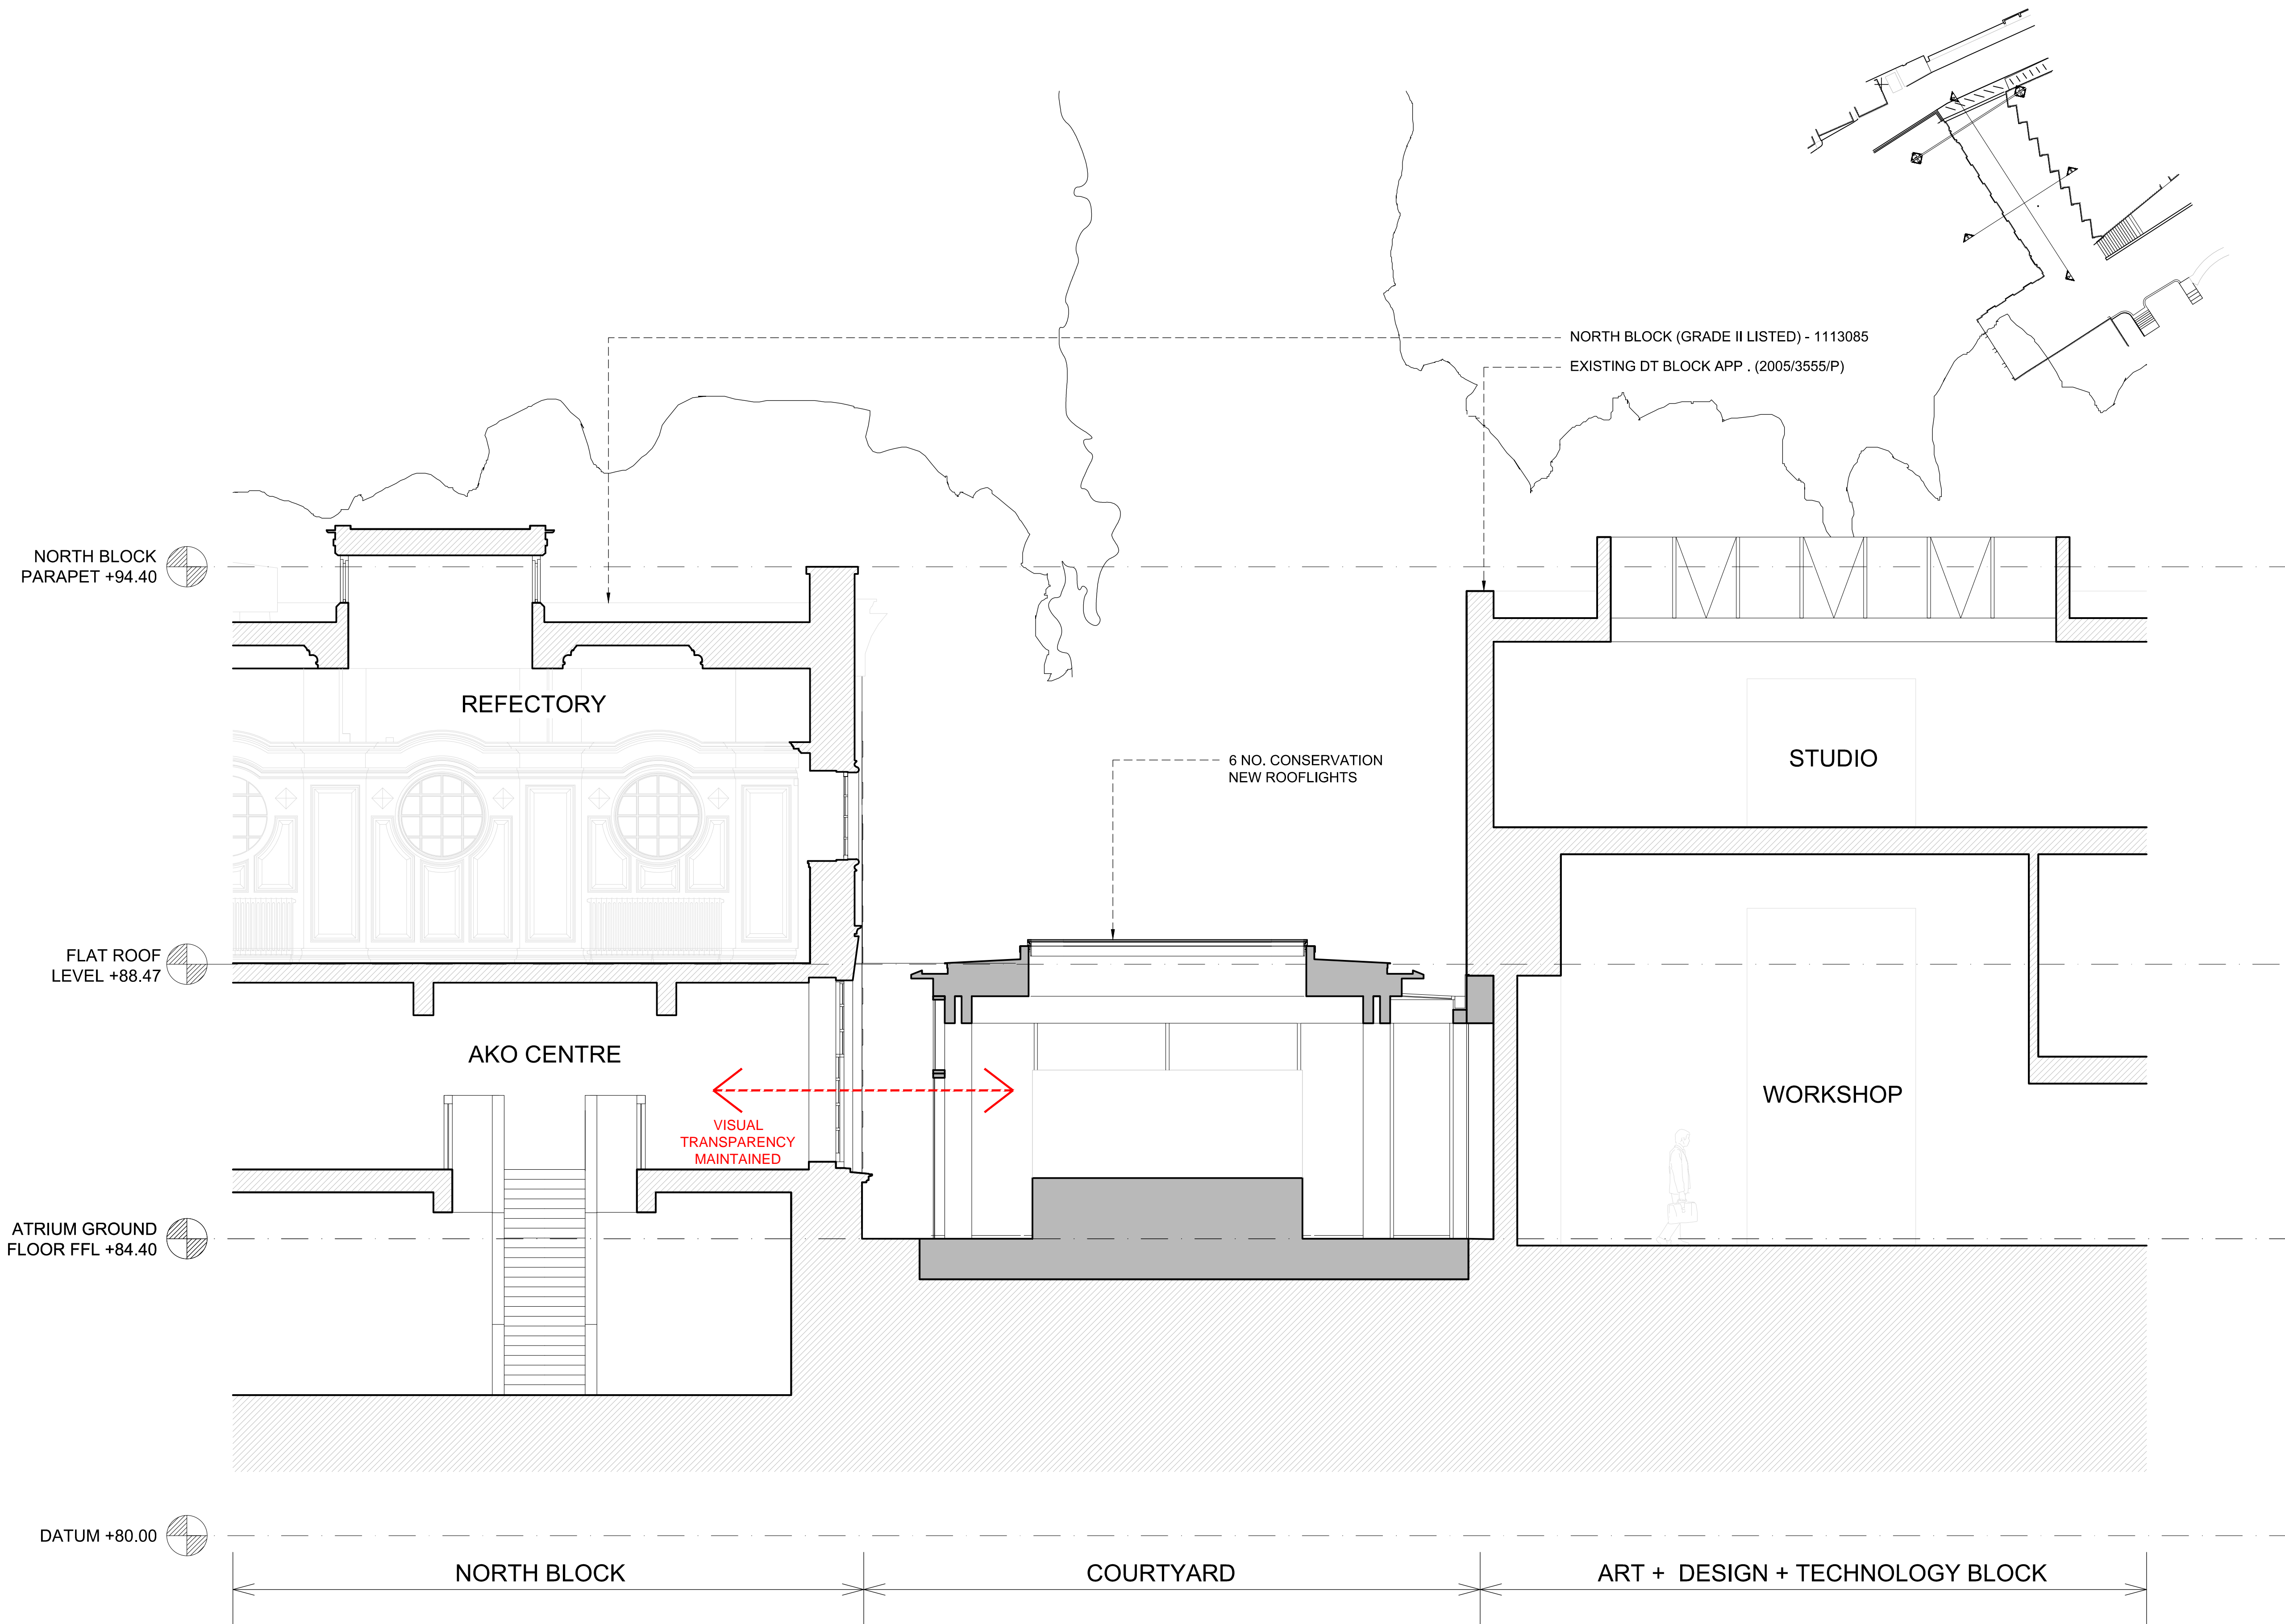 NORTH BLOCK (GRADE II LISTED) - 1113085
EXISTING DT BLOCK APP . (2005/3555/P)
NORTH BLOCK
PARAPET +94.40
REFECTORY
STUDIO
6 NO. CONSERVATION
NEW ROOFLIGHTS
FLAT ROOF
LEVEL +88.47
AKO CENTRE
WORKSHOP
VISUAL
TRANSPARENCY
MAINTAINED
ATRIUM GROUND
FLOOR FFL +84.40
DATUM +80.00
NORTH BLOCK
COURTYARD
ART + DESIGN + TECHNOLOGY BLOCK